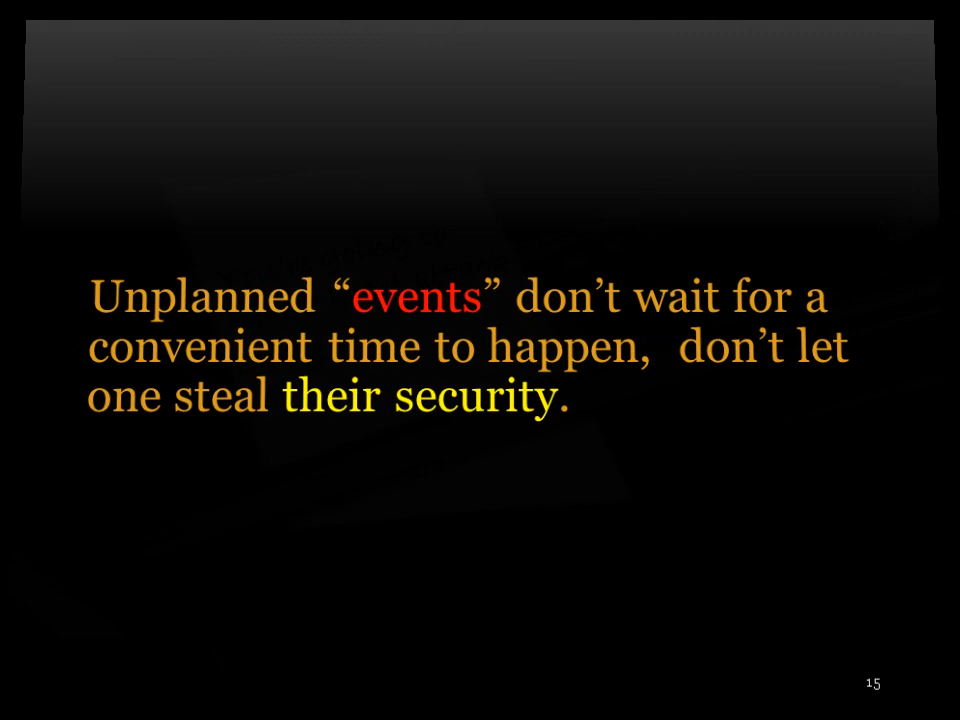 Unplanned “events” don’t wait for a
convenient time to happen,  don’t let
one steal their security.
15